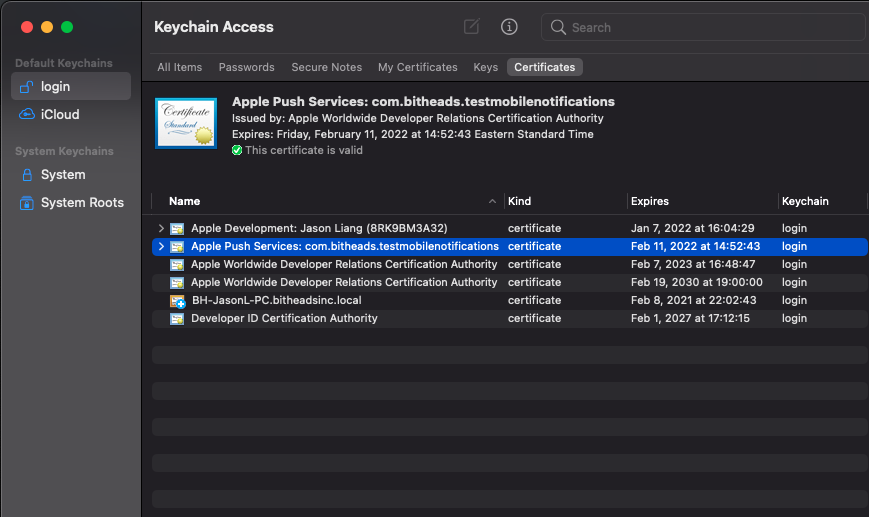 Keychain Access
Search
Default Keychains
login
iCloud
System Keychains
System
System Roots
All Items Passwords Secure Notes My Certificates Keys Certificates
Certificate
Standard
Apple Push Services: com.bitheads.testmobilenotifications
Issued by: Apple Worldwide Developer Relations Certification Authority
Expires: Friday, February 11, 2022 at 14:52:43 Eastern Standard Time
This certificate is valid
Name Kind Expires Keychain
Apple Development: Jason Liang (8RK9BM3A32) certificate Jan 7, 2022 at 16:04:29 login
Apple Push Services: com.bitheads.testmobilenotifications certificate Feb 11, 2022 at 14:52:43 login
Apple Worldwide Developer Relations Certification Authority certificate Feb 7, 2023 at 16:48:47 login
Apple Worldwide Developer Relations Certification Authority certificate Feb 19, 2030 at 19:00:00 login
BH-JasonL-PC.bitheadsinc.local certificate Feb 8, 2021 at 22:02:43 login
Developer ID Certification Authority certificate Feb 1, 2027 at 17:12:15 login